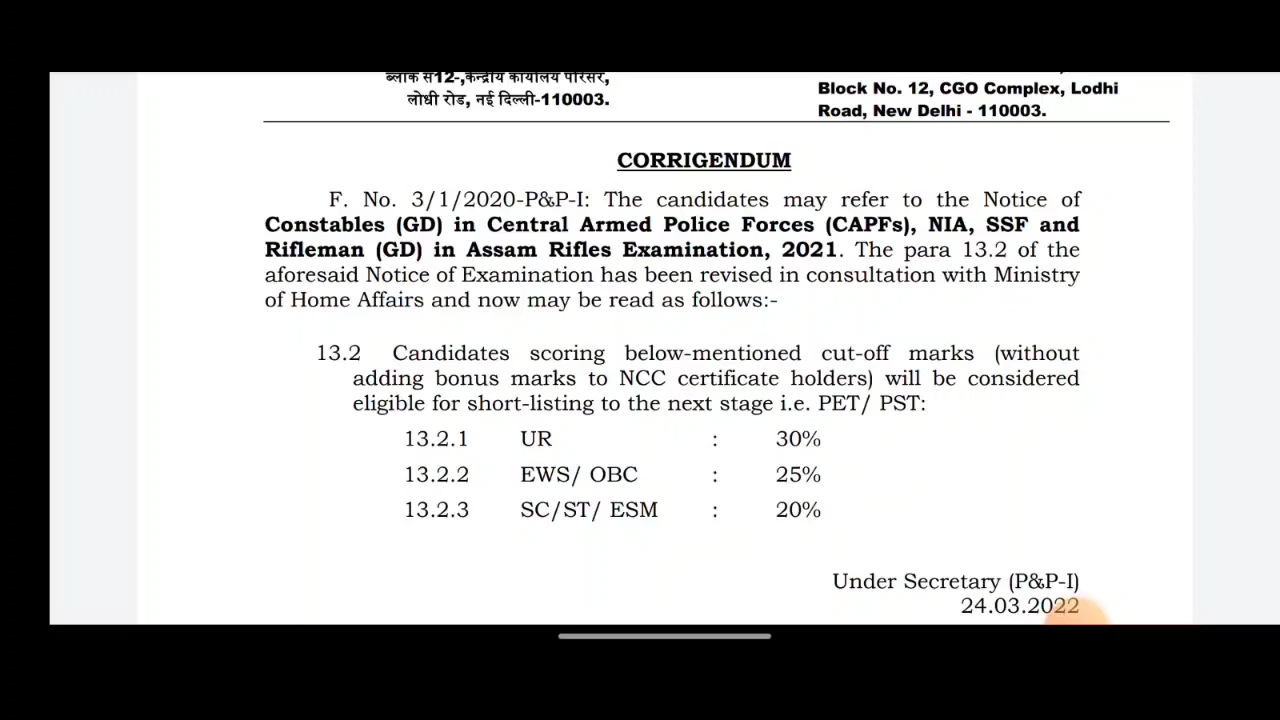 ब्लाक स12-,केन्द्रीय कार्यालय परिसर,
लोधी रोड, नई दिल्ली-110003.
Block No. 12, CGO Complex, Lodhi
Road, New Delhi - 110003.
CORRIGENDUM
F. No. 3/1/2020-P&P-I: The candidates may refer to the Notice of
Constables (GD) in Central Armed Police Forces (CAPFs), NIA, SSF and
Rifleman (GD) in Assam Rifles Examination, 2021. The para 13.2 of the
aforesaid Notice of Examination has been revised in consultation with Ministry
of Home Affairs and now may be read as follows:-
13.2 Candidates scoring below-mentioned cut-off marks (without
adding bonus marks to NCC certificate holders) will be considered
eligible for short-listing to the next stage i.e. PET/ PST:
13.2.1 UR : 30%
13.2.2 EWS/ OBC : 25%
13.2.3 SC/ST/ ESM : 20%
Under Secretary (P&P-I)
24.03.2022